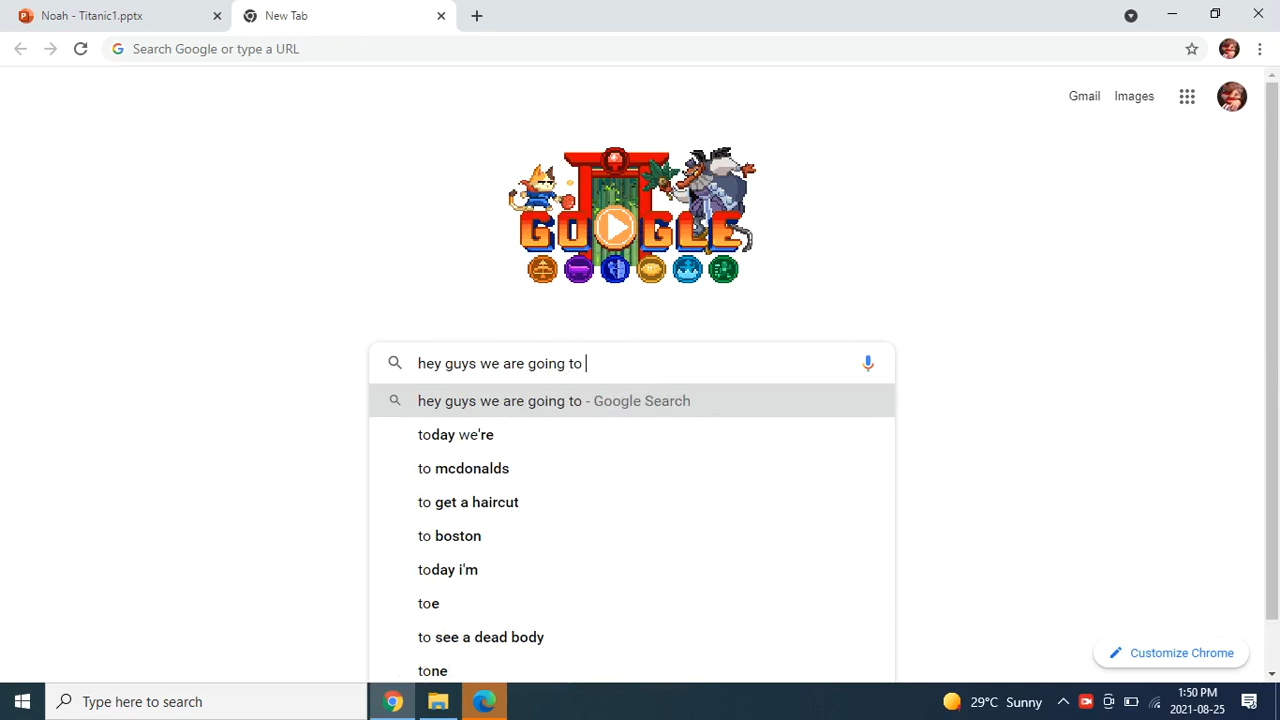 Noah - Titanic1.pptx
New Tab
Search Google or type a URL
Gmail
Images
GOOGLE
hey guys we are going to
hey guys we are going to - Google Search
today we're
to mcdonalds
to get a haircut
to boston
today i'm
toe
to see a dead body
tone
Customize Chrome
Type here to search
29°C Sunny
1:50 PM
2021-08-25